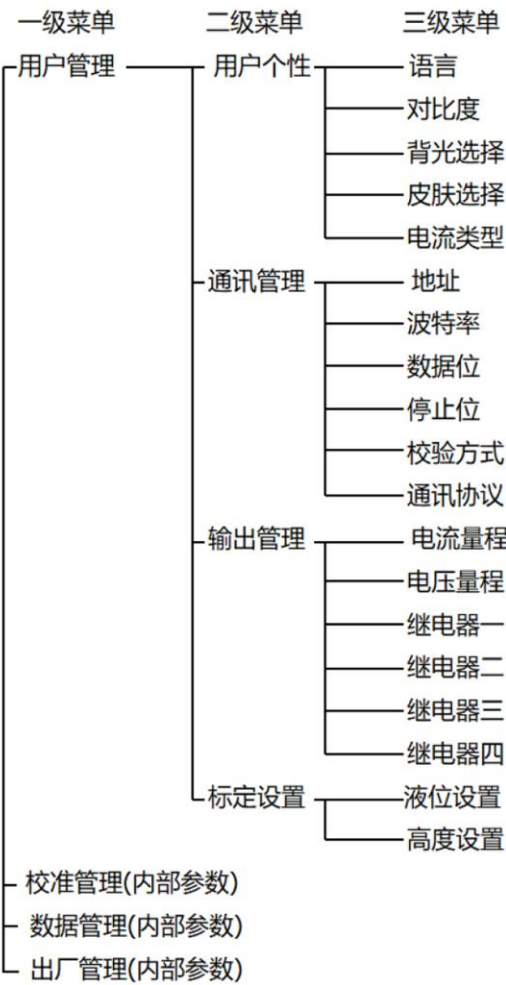 一级菜单 二级菜单 三级菜单
用户管理 用户个性 语言
对比度
背光选择
皮肤选择
电流类型
通讯管理 地址
波特率
数据位
停止位
校验方式
通讯协议
输出管理 电流量程
电压量程
继电器一
继电器二
继电器三
继电器四
标定设置 液位设置
高度设置
校准管理(内部参数)
数据管理(内部参数)
出厂管理(内部参数)